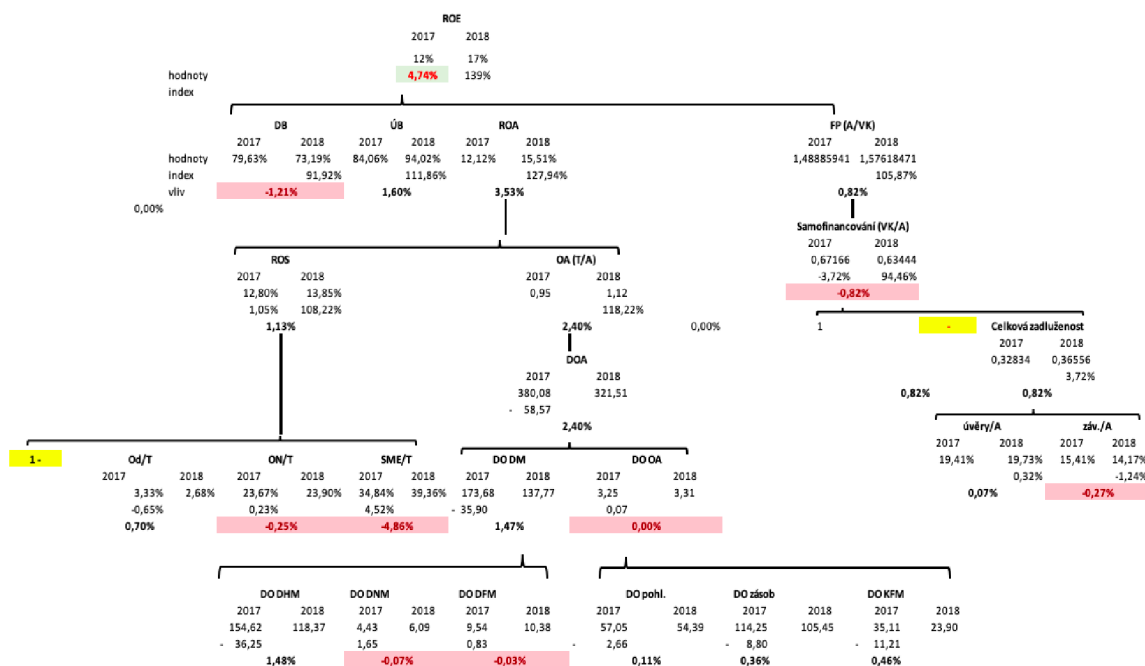 ROE
2017 2018
12% 17%
hodnoty 4,74% 139%
index
DB ÚB ROA FP (A/VK)
2017 2018 2017 2018 2017 2018 2017 2018
hodnoty 79,63% 73,19% 84,06% 94,02% 12,12% 15,51% 1,48885941 1,57618471
index 91,92% 111,86% 127,94% 105,87%
vliv -1,21% 1,60% 3,53% 0,82%
0,00%
Samofinancování (VK/A)
2017 2018
0,67166 0,63444
-3,72% 94,46%
-0,82%
ROS OA (T/A)
2017 2018 2017 2018
12,80% 13,85% 0,95 1,12
1,05% 108,22% 118,22%
1,13% 2,40% 0,00% 1 - Celková zadluženost
2017 2018
0,32834 0,36556
3,72%
0,82% 0,82%
DOA
2017 2018
380,08 321,51
- 58,57
2,40%
úvěry/A záv./A
2017 2018 2017 2018
19,41% 19,73% 15,41% 14,17%
0,32% -1,24%
0,07% -0,27%
1 - Od/T ON/T SME/T DO DM DO OA
2017 2018 2017 2018 2017 2018 2017 2018 2017 2018
3,33% 2,68% 23,67% 23,90% 34,84% 39,36% 173,68 137,77 3,25 3,31
-0,65% 0,23% 4,52% - 35,90 0,07
0,70% -0,25% -4,86% 1,47% 0,00%
DO DHM DO DNM DO DFM DO pohl. DO zásob DO KFM
2017 2018 2017 2018 2017 2018 2017 2018 2017 2018 2017 2018
154,62 118,37 4,43 6,09 9,54 10,38 57,05 54,39 114,25 105,45 35,11 23,90
- 36,25 1,65 0,83 - 2,66 - 8,80 - 11,21
1,48% -0,07% -0,03% 0,11% 0,36% 0,46%